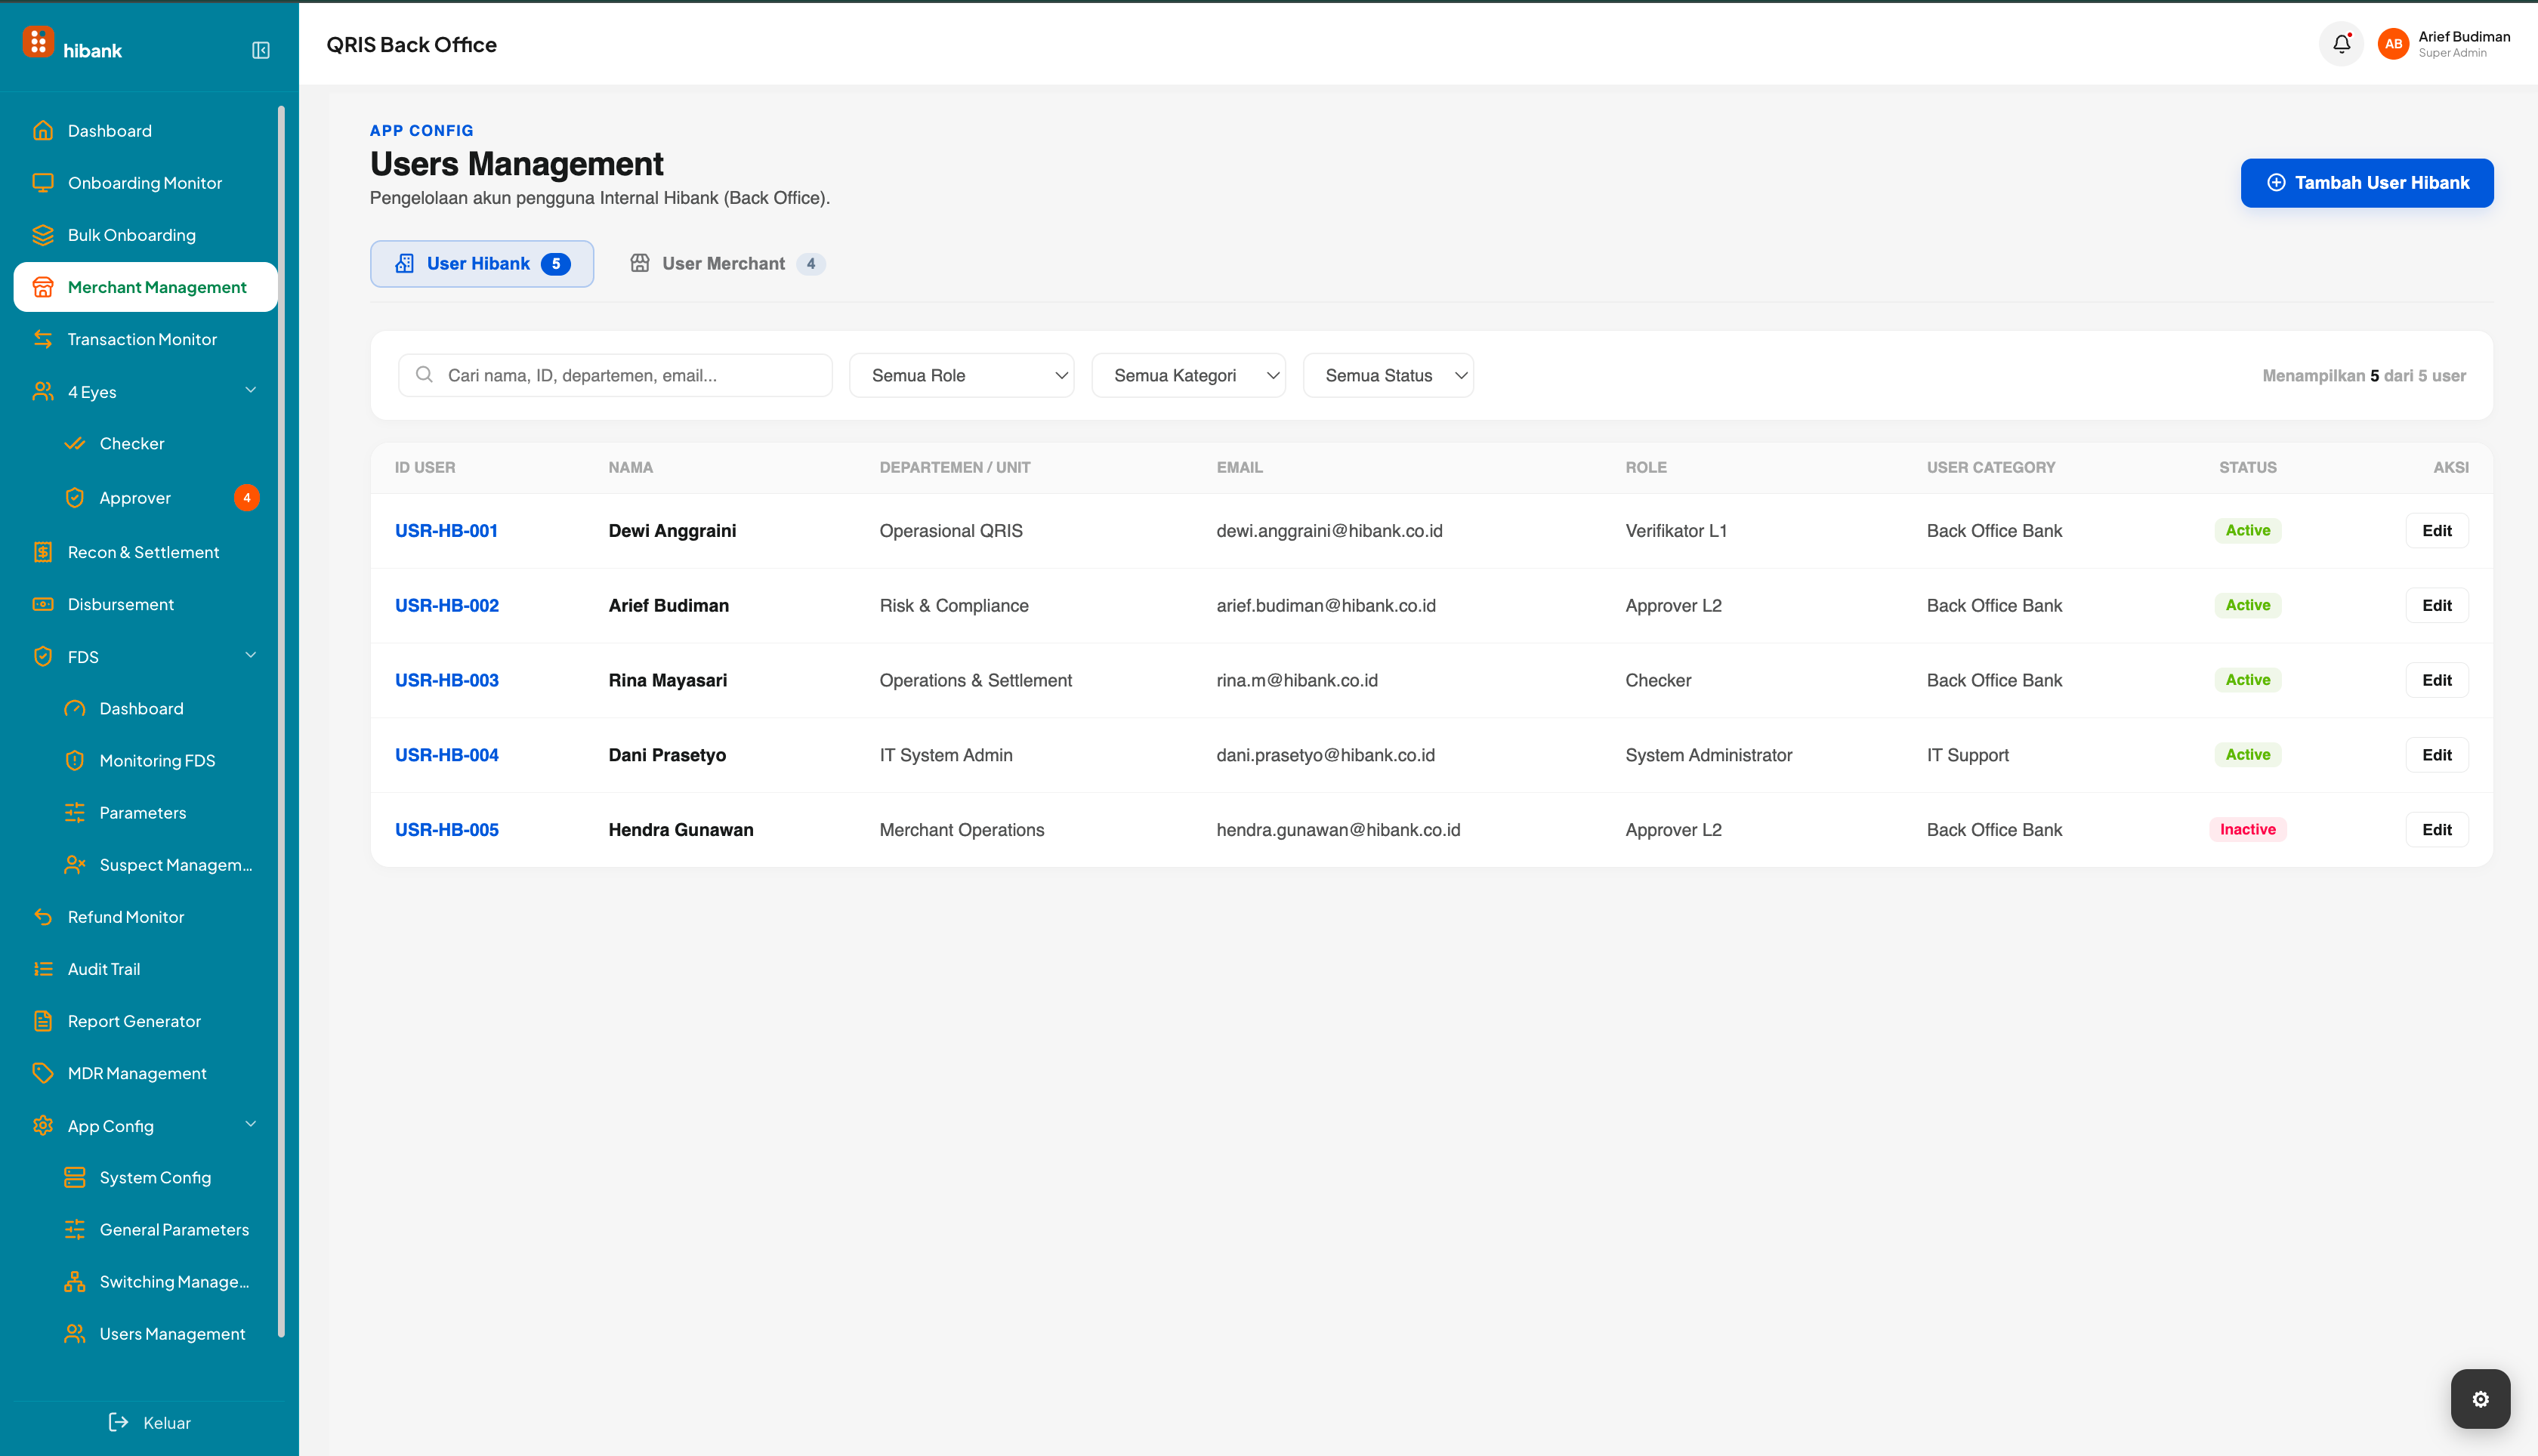 hibank
QRIS Back Office
AB
Arief Budiman
Super Admin
Dashboard
Onboarding Monitor
Bulk Onboarding
Merchant Management
Transaction Monitor
4 Eyes
Checker
Approver 4
Recon & Settlement
Disbursement
FDS
Dashboard
Monitoring FDS
Parameters
Suspect Managem...
Refund Monitor
Audit Trail
Report Generator
MDR Management
App Config
System Config
General Parameters
Switching Manage...
Users Management
Keluar
APP CONFIG
Users Management
Pengelolaan akun pengguna Internal Hibank (Back Office).
Tambah User Hibank
User Hibank 5
User Merchant 4
Cari nama, ID, departemen, email...
Semua Role
Semua Kategori
Semua Status
Menampilkan 5 dari 5 user
ID USER NAMA DEPARTEMEN / UNIT EMAIL ROLE USER CATEGORY STATUS AKSI
USR-HB-001 Dewi Anggraini Operasional QRIS dewi.anggraini@hibank.co.id Verifikator L1 Back Office Bank Active Edit
USR-HB-002 Arief Budiman Risk & Compliance arief.budiman@hibank.co.id Approver L2 Back Office Bank Active Edit
USR-HB-003 Rina Mayasari Operations & Settlement rina.m@hibank.co.id Checker Back Office Bank Active Edit
USR-HB-004 Dani Prasetyo IT System Admin dani.prasetyo@hibank.co.id System Administrator IT Support Active Edit
USR-HB-005 Hendra Gunawan Merchant Operations hendra.gunawan@hibank.co.id Approver L2 Back Office Bank Inactive Edit